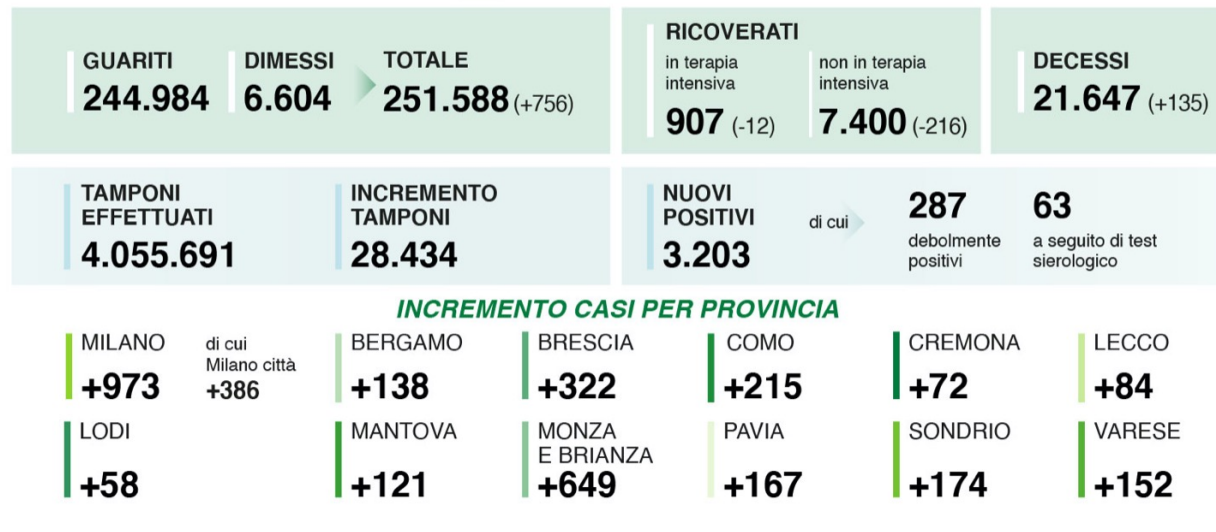 GUARITI
244.984
DIMESSI
6.604
TOTALE
251.588 (+756)
RICOVERATI
in terapia
intensiva
907 (-12)
non in terapia
intensiva
7.400 (-216)
DECESSI
21.647 (+135)
TAMPONI
EFFETTUATI
4.055.691
INCREMENTO
TAMPONI
28.434
NUOVI
POSITIVI
3.203
di cui
287
debolmente
positivi
63
a seguito di test
sierologico
INCREMENTO CASI PER PROVINCIA
MILANO
+973
di cui
Milano città
+386
BERGAMO
+138
BRESCIA
+322
COMO
+215
CREMONA
+72
LECCO
+84
LODI
+58
MANTOVA
+121
MONZA
E BRIANZA
+649
PAVIA
+167
SONDRIO
+174
VARESE
+152